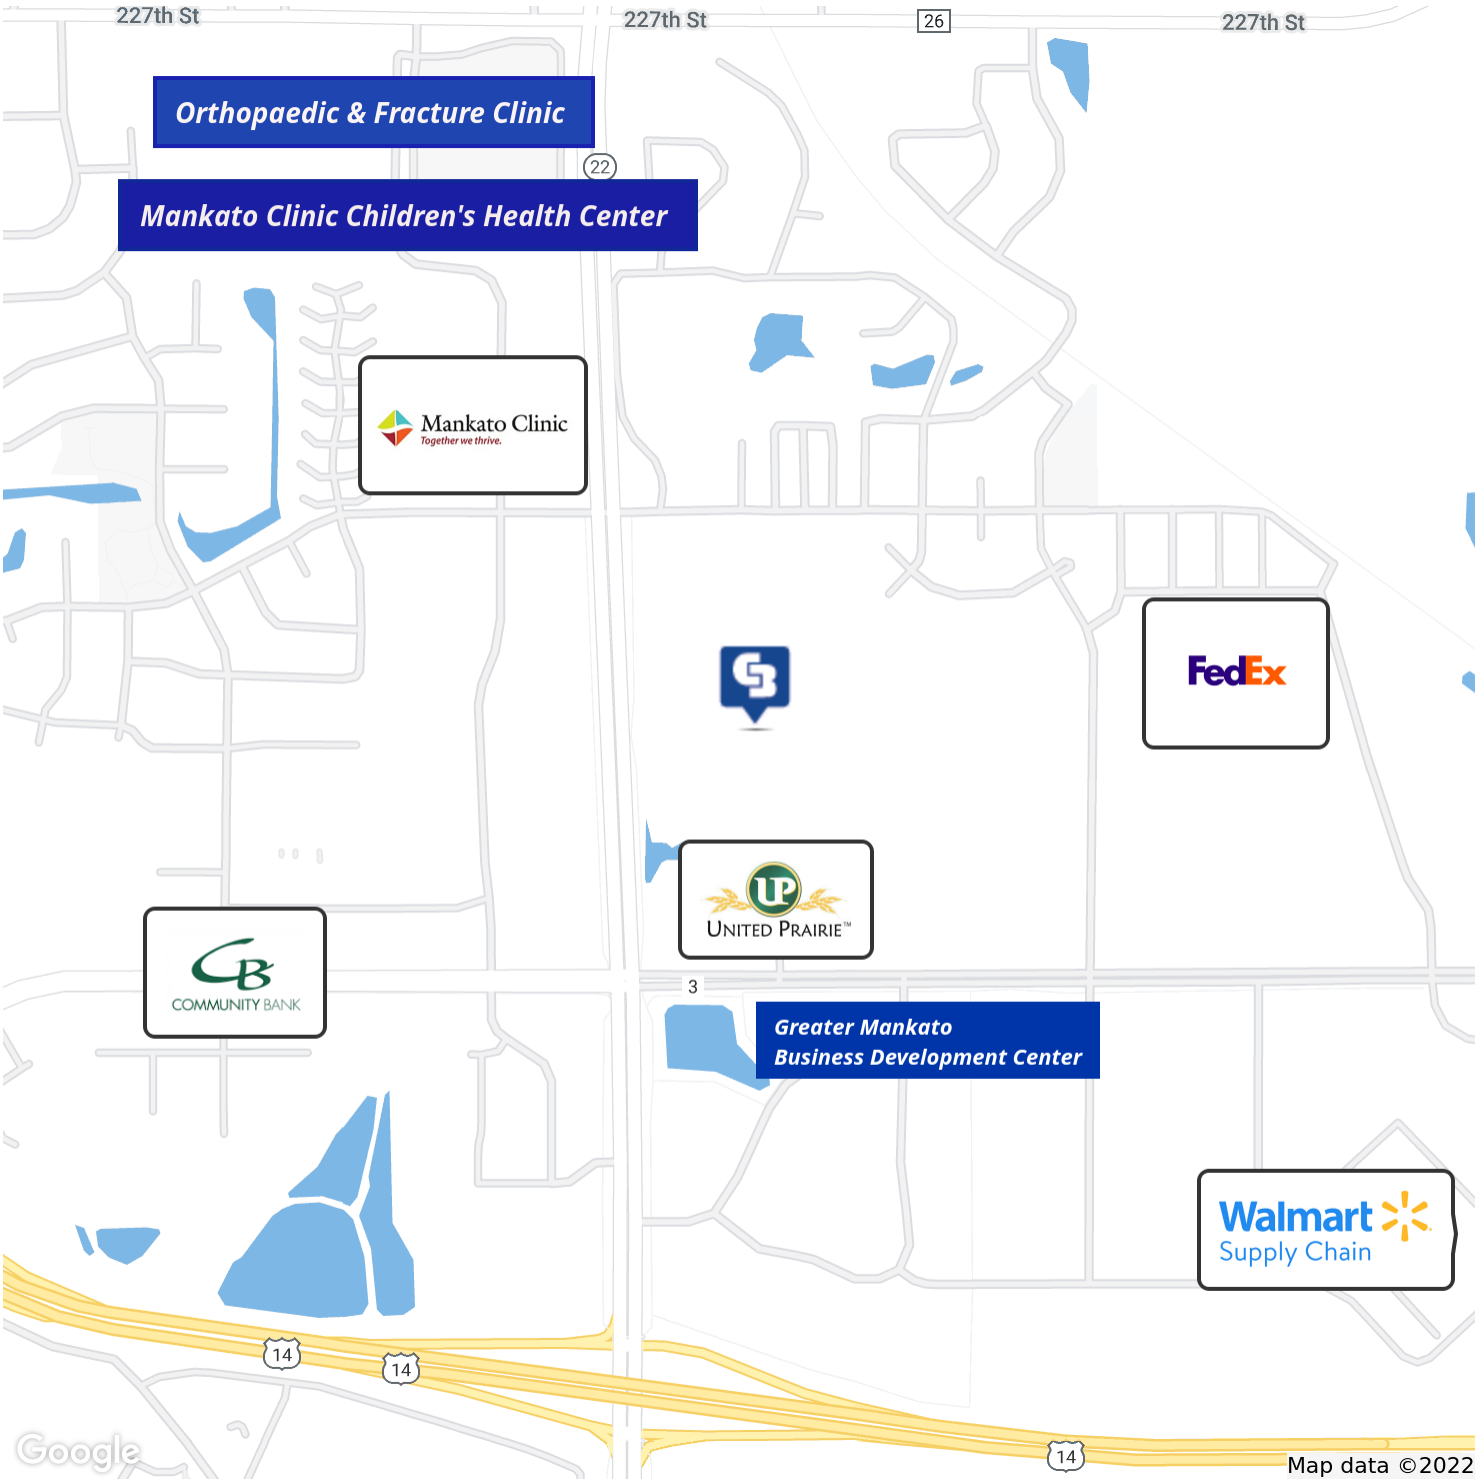 227th St
227th St
26
227th St
Orthopaedic & Fracture Clinic
22
Mankato Clinic Children's Health Center
Mankato Clinic
Together we thrive.
CB
FedEx
UP
UNITED PRAIRIE™
CB
COMMUNITY BANK
3
Greater Mankato
Business Development Center
Walmart
Supply Chain
14
14
14
Google
Map data ©2022